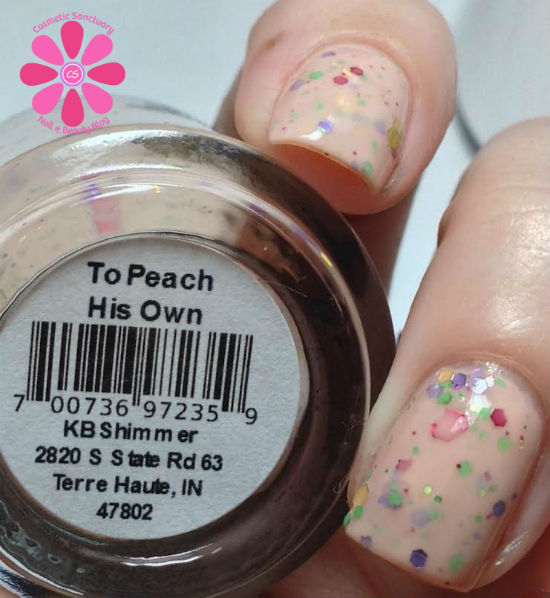 Cosmetic Sanctuary
CS
Nail & Beauty Blog
To Peach
His Own
7 00736 97235 9
KBShimmer
2820 S State Rd 63
Terre Haute, IN
47802